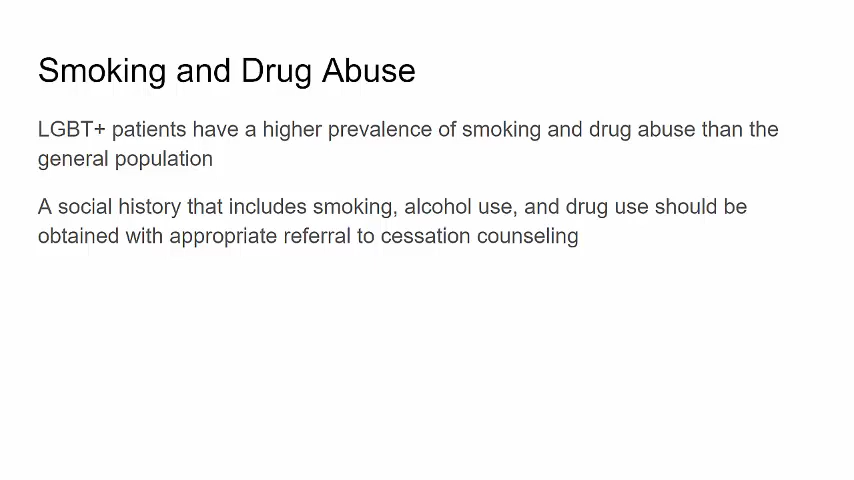 Smoking and Drug Abuse
LGBT+ patients have a higher prevalence of smoking and drug abuse than the
general population
A social history that includes smoking, alcohol use, and drug use should be
obtained with appropriate referral to cessation counseling